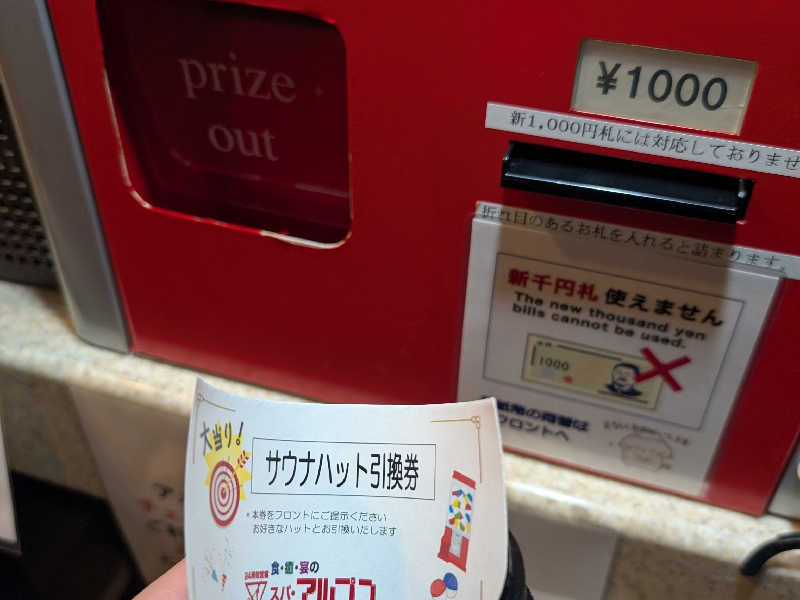 prize
out
¥1000
新1,000円札には対応しておりませ
折れ目のあるお札を入れると詰まります。
新千円札 使えません
The new thousand yen
bills cannot be used.
1000
フロントへ
大当り!
サウナハット引換券
*本券をフロントにご提示ください
お好きなハットとお引換いたします
食・癒・宴の
スパ・アルプス